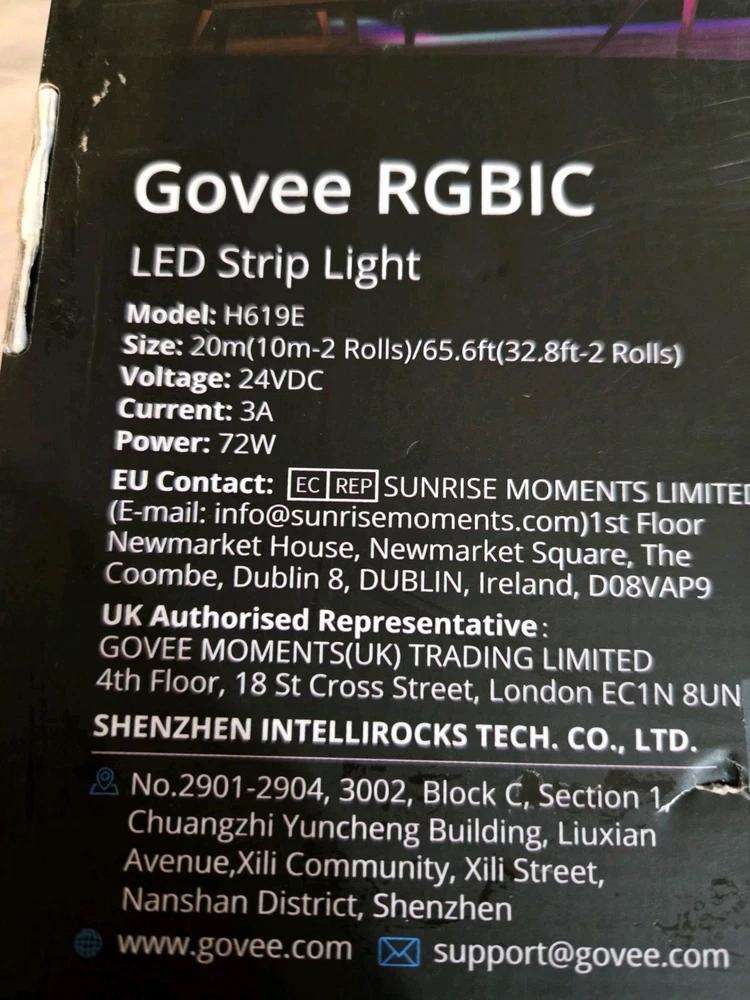 Govee RGBIC
LED Strip Light
Model: H619E
Size: 20m(10m-2 Rolls)/65.6ft(32.8ft-2 Rolls)
Voltage: 24VDC
Current: 3A
Power: 72W
EU Contact: EC REP SUNRISE MOMENTS LIMITED
(E-mail: info@sunrisemoments.com)1st Floor
Newmarket House, Newmarket Square, The
Coombe, Dublin 8, DUBLIN, Ireland, D08VAP9
UK Authorised Representative:
GOVEE MOMENTS(UK) TRADING LIMITED
4th Floor, 18 St Cross Street, London EC1N 8UN
SHENZHEN INTELLIROCKS TECH. CO., LTD.
No.2901-2904, 3002, Block C, Section 1,
Chuangzhi Yuncheng Building, Liuxian
Avenue,Xili Community, Xili Street,
Nanshan District, Shenzhen
www.govee.com support@govee.com